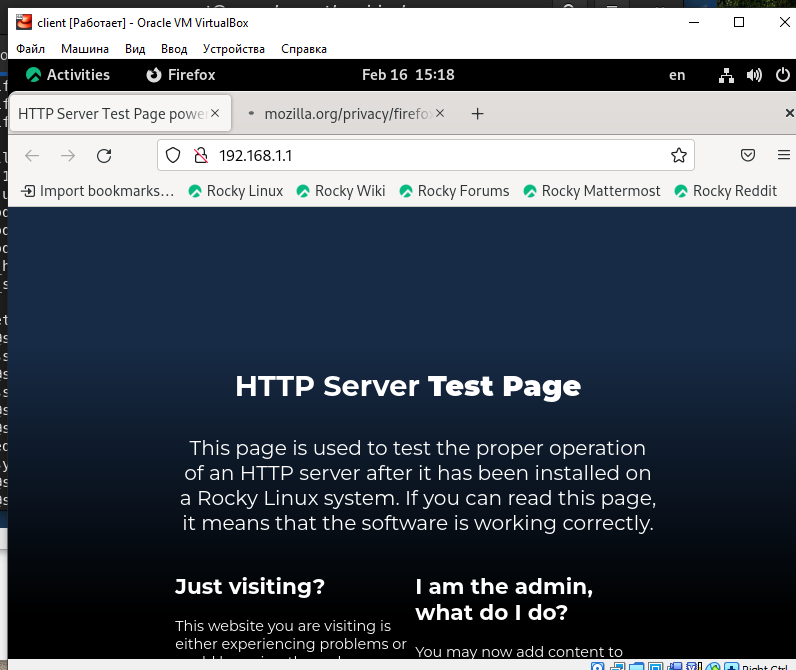 client [Работает] - Oracle VM VirtualBox
Файл Машина Вид Ввод Устройства Справка
Activities Firefox Feb 16 15:18 en
HTTP Server Test Page powe mozilla.org/privacy/firefo
192.168.1.1
Import bookmarks... Rocky Linux Rocky Wiki Rocky Forums Rocky Mattermost Rocky Reddit
HTTP Server Test Page
This page is used to test the proper operation
of an HTTP server after it has been installed on
a Rocky Linux system. If you can read this page,
it means that the software is working correctly.
Just visiting?
This website you are visiting is
either experiencing problems or
I am the admin,
what do I do?
You may now add content to
Right Ctrl